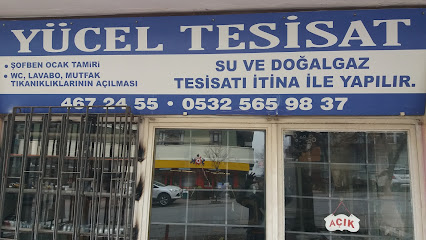 YÜCEL TESİSAT
• ŞOFBEN OCAK TAMİRİ
• WC, LAVABO, MUTFAK
TIKANIKLIKLARININ AÇILMASI
SU VE DOĞALGAZ
TESİSATI İTİNA İLE YAPILIR.
467 24 55 • 0532 565 98 37
AÇIK